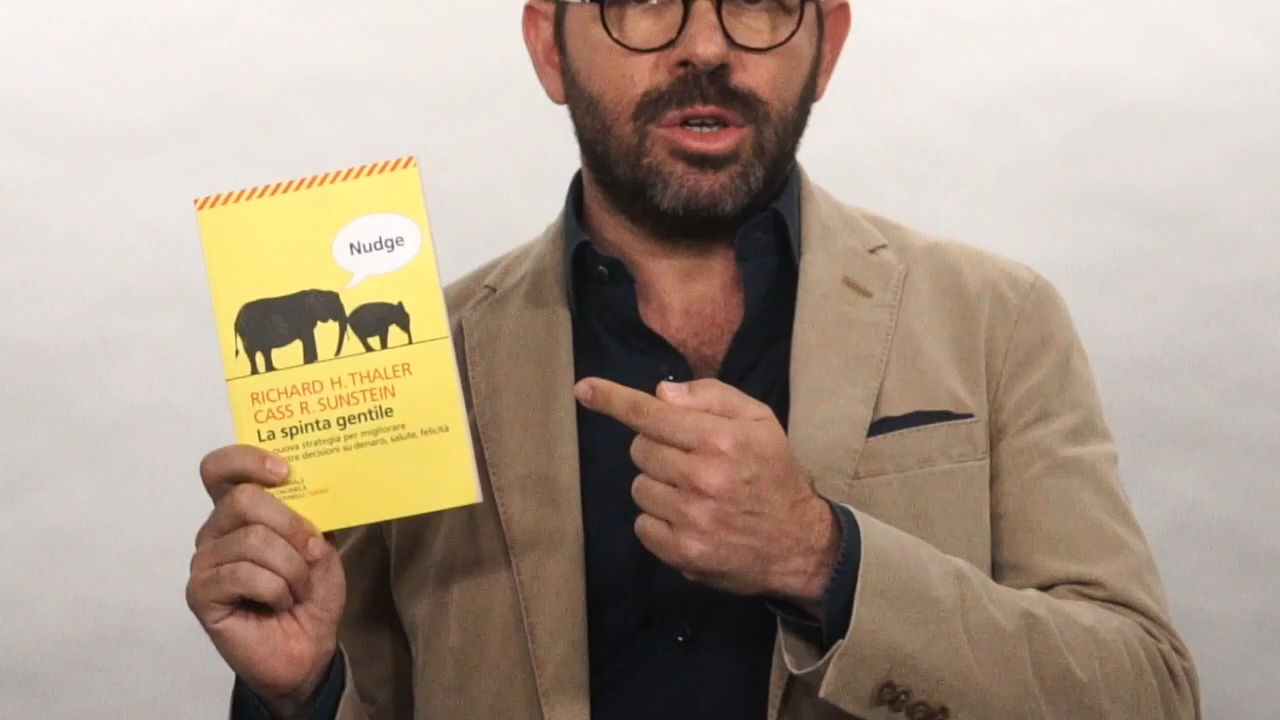 Nudge
RICHARD H. THALER
CASS R. SUNSTEIN
La spinta gentile
nuova strategia per migliorare
decisioni su denaro, salute, felicità